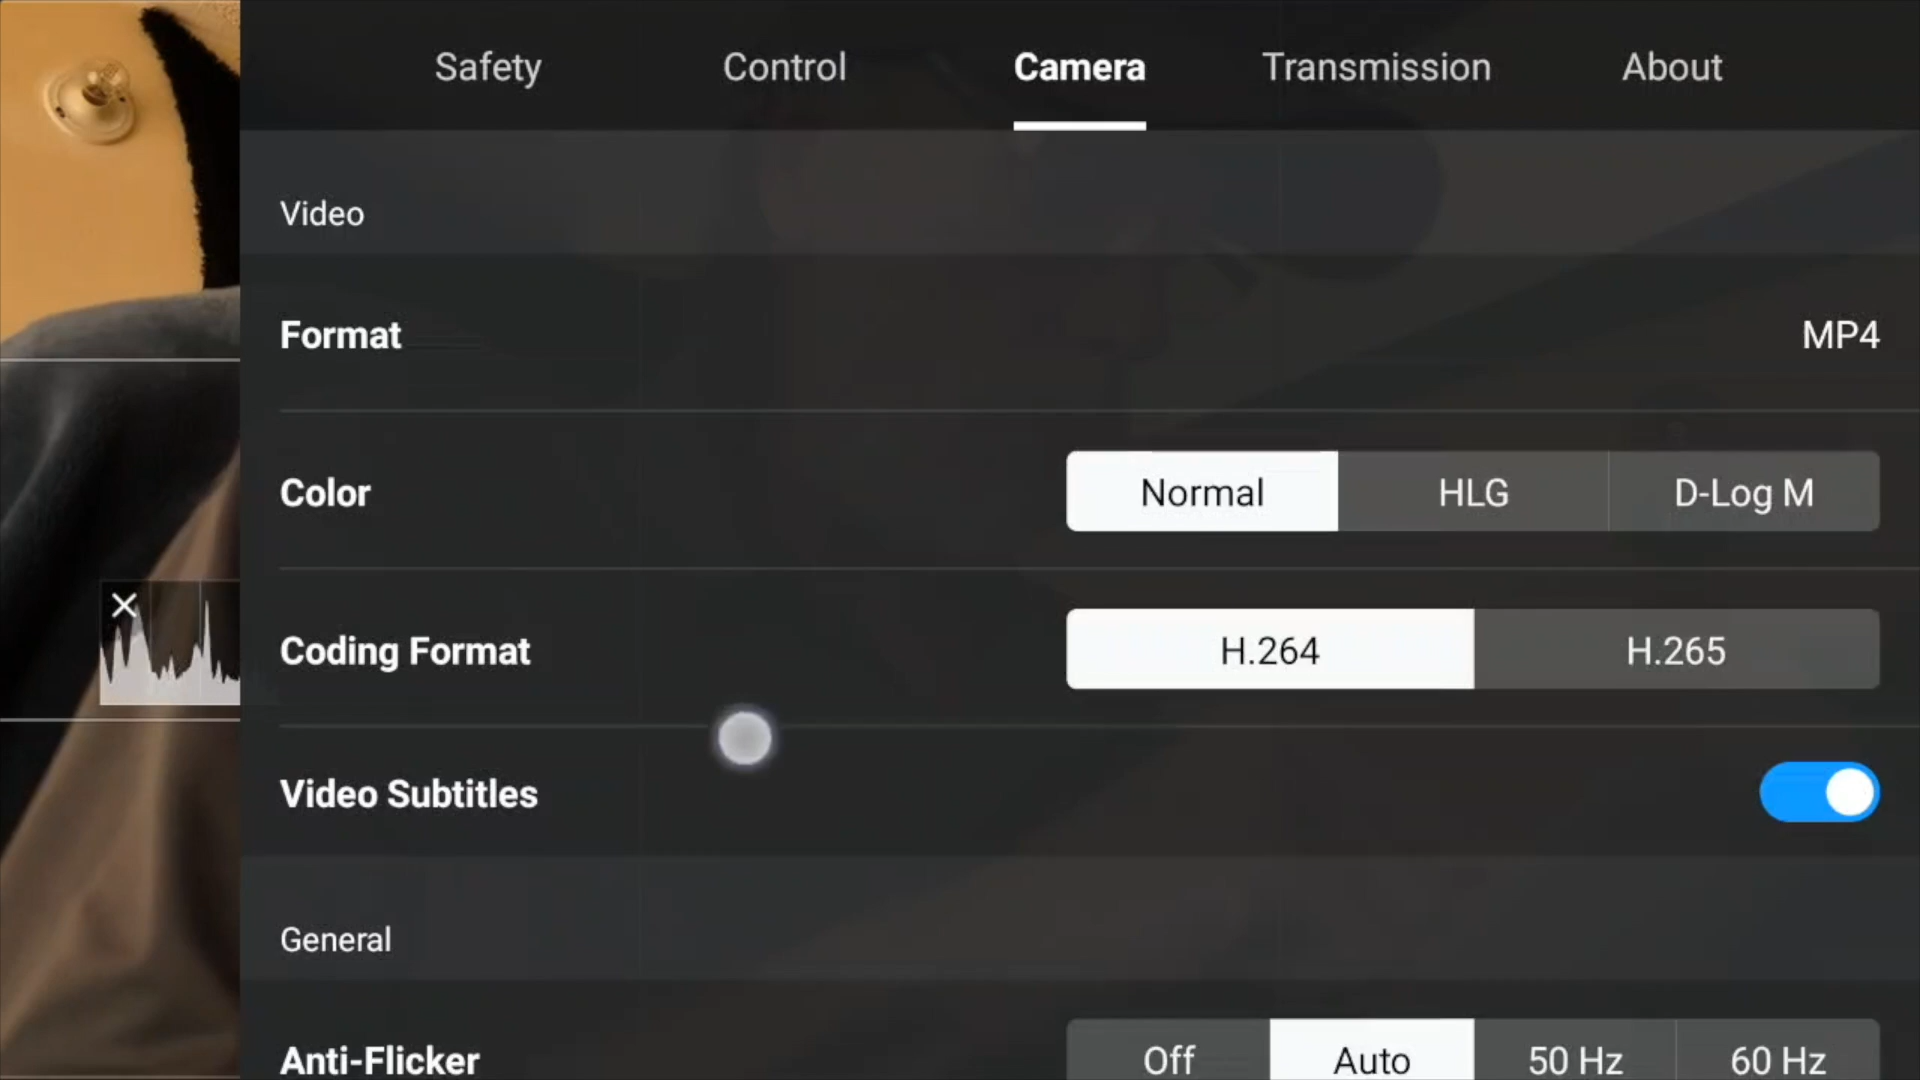 Safety Control Camera Transmission About
Video
Format MP4
Color Normal HLG D-Log M
Coding Format H.264 H.265
Video Subtitles
General
Anti-Flicker Off Auto 50 Hz 60 Hz